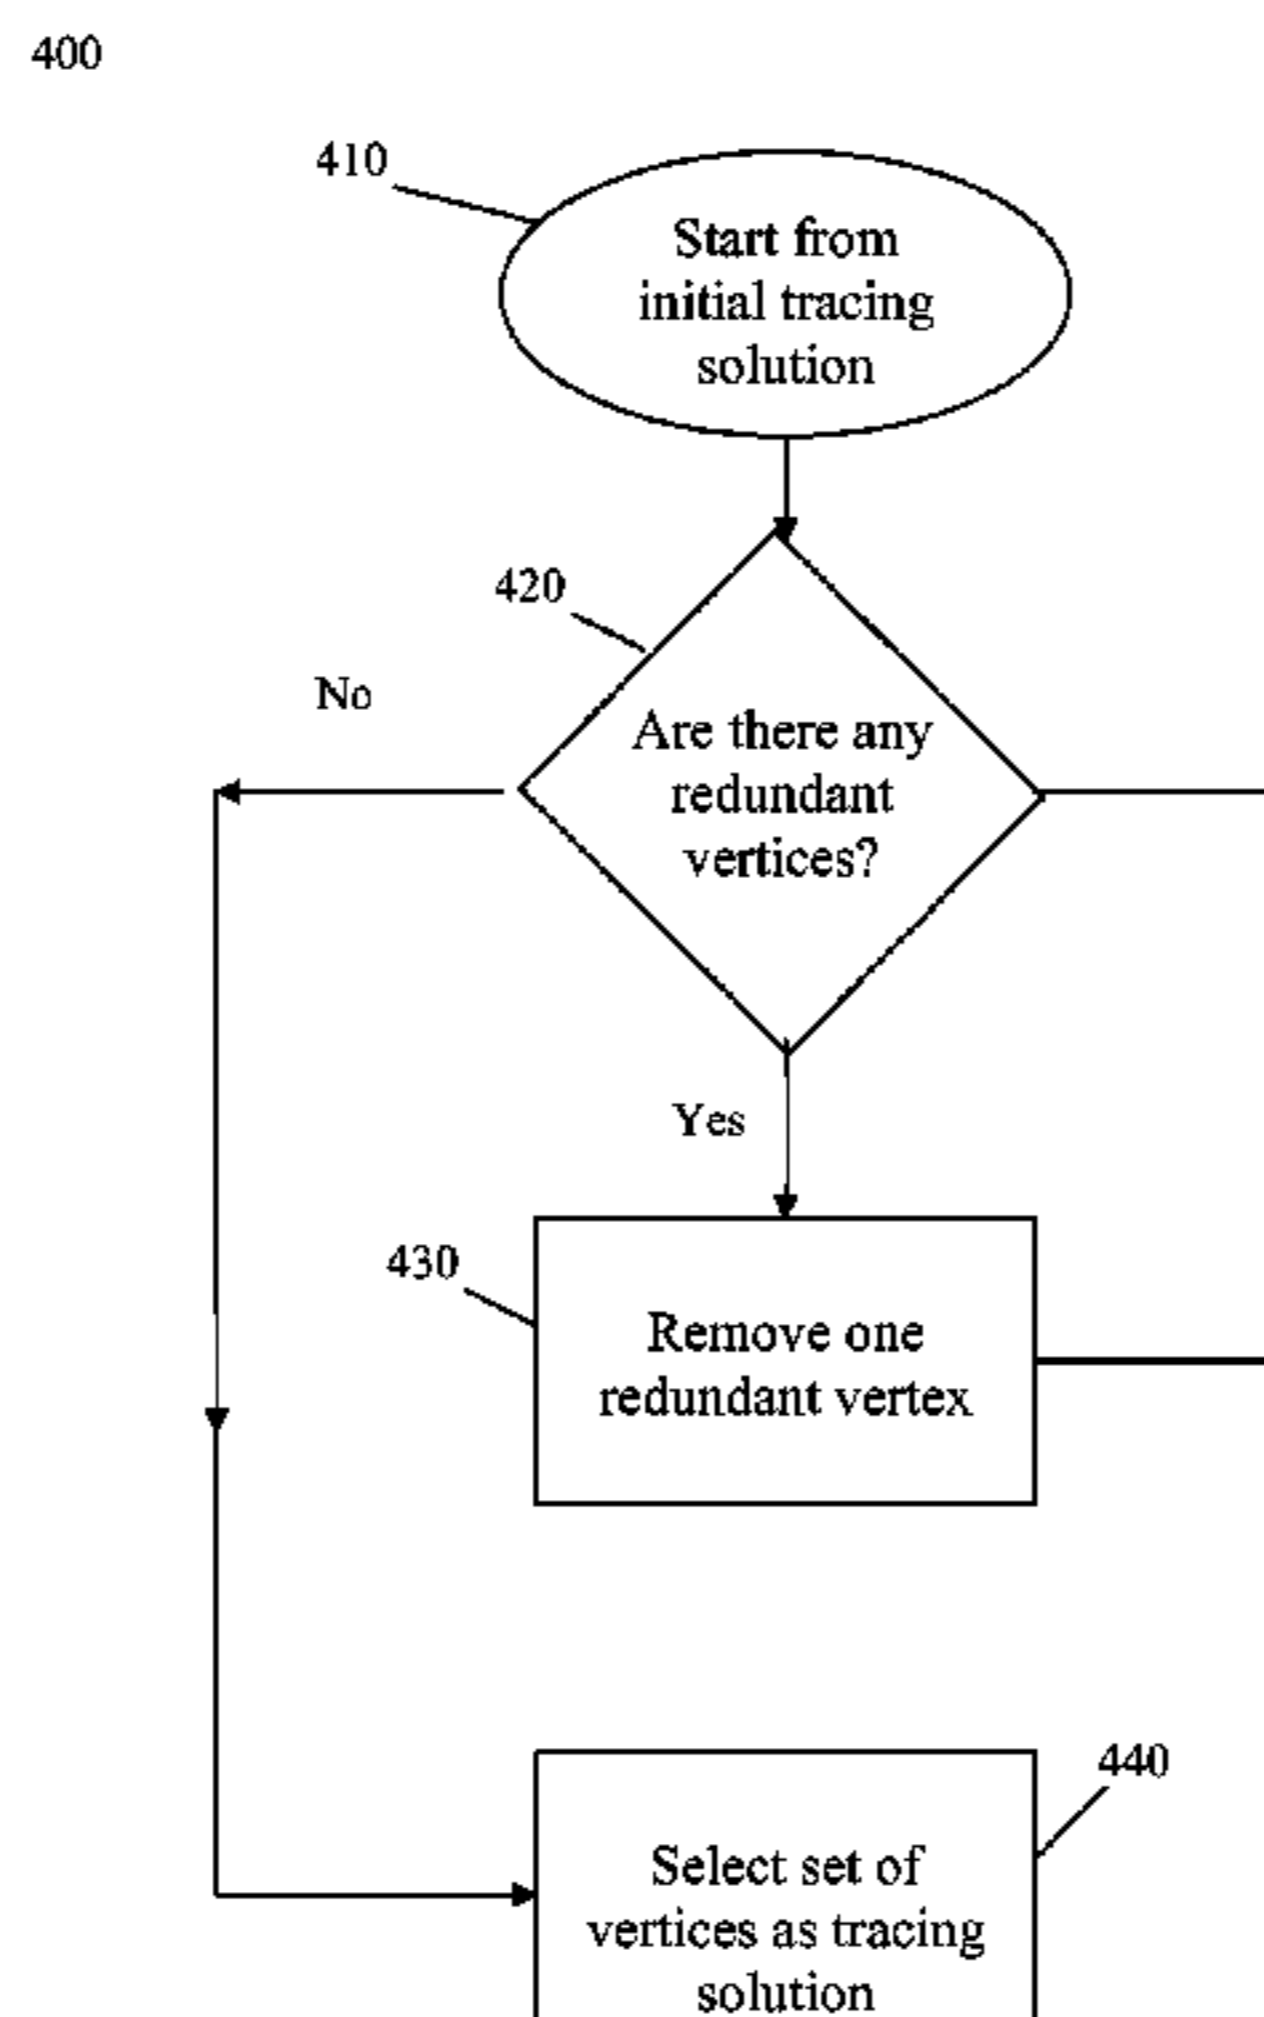 400
410
Start from
initial tracing
solution
420
No
Are there any
redundant
vertices?
Yes
430
Remove one
redundant vertex
440
Select set of
vertices as tracing
solution